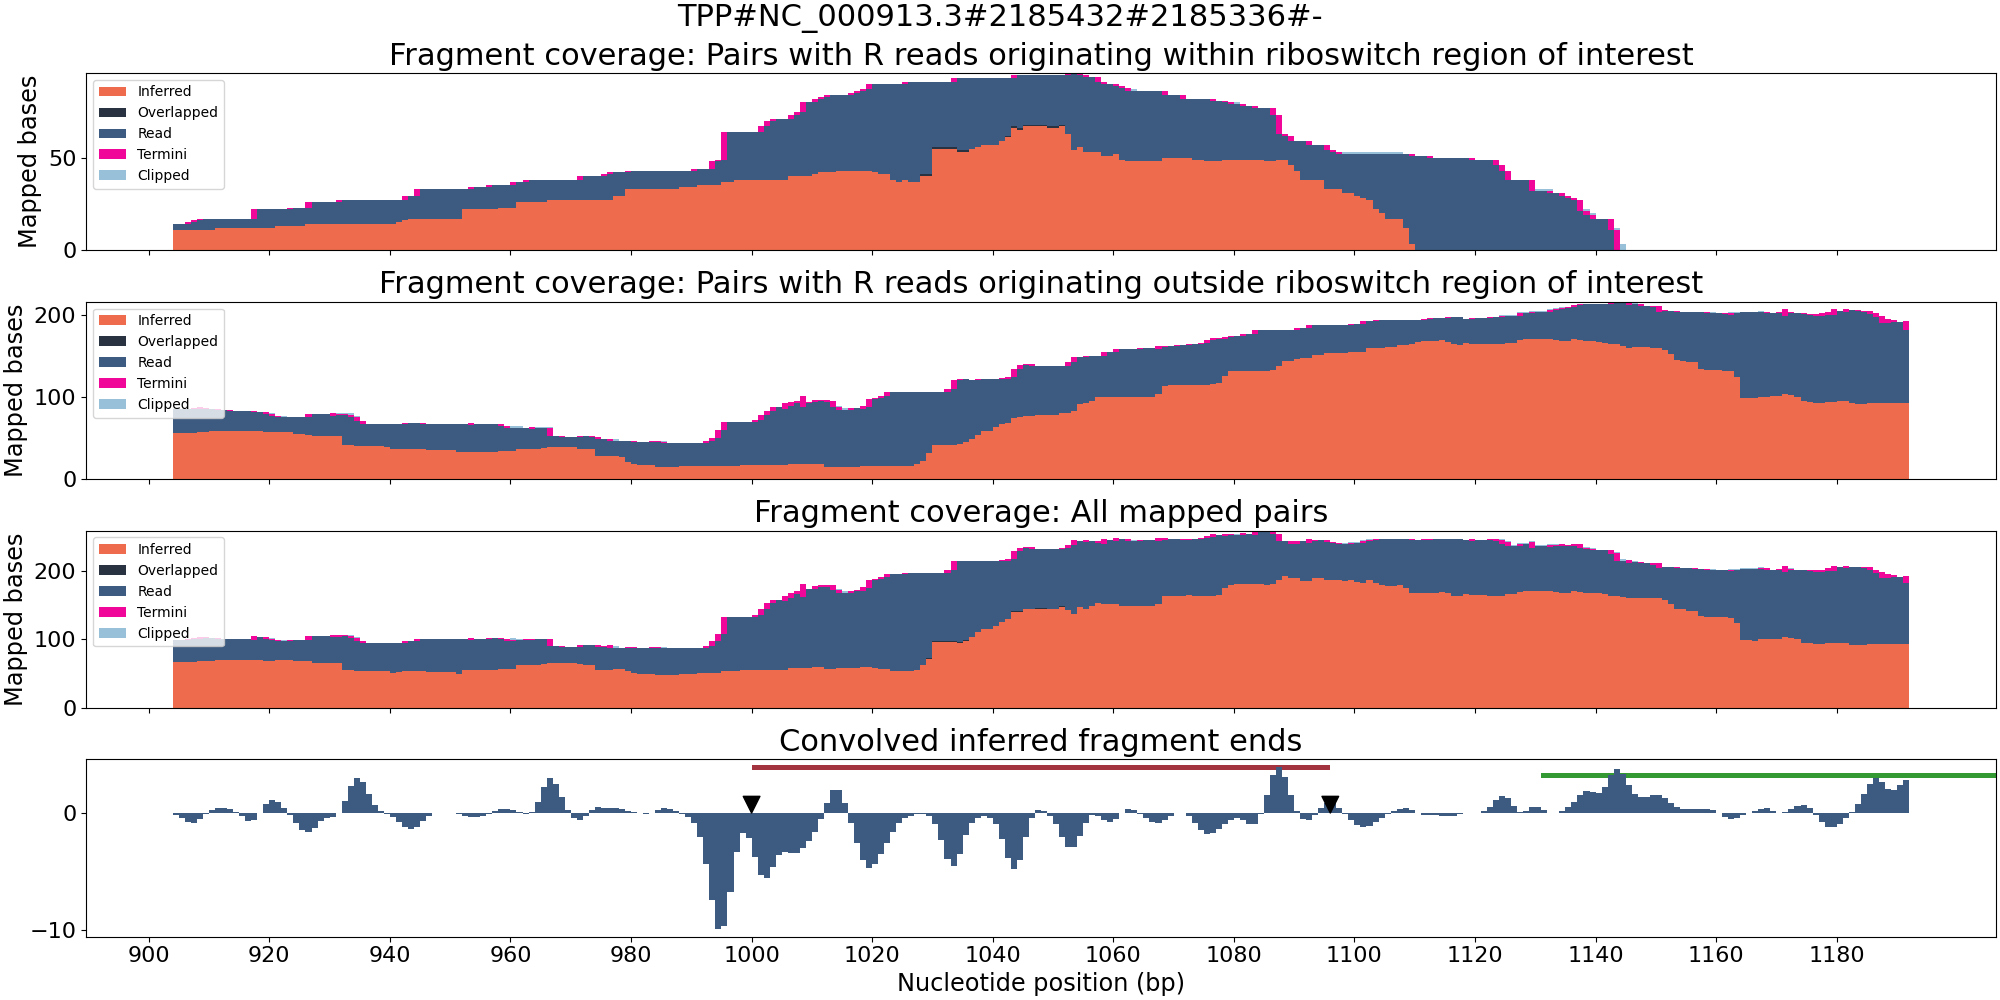 TPP#NC_000913.3#2185432#2185336#-
Fragment coverage: Pairs with R reads originating within riboswitch region of interest
Mapped bases
50
0
Inferred
Overlapped
Read
Termini
Clipped
Fragment coverage: Pairs with R reads originating outside riboswitch region of interest
Mapped bases
200
100
0
Inferred
Overlapped
Read
Termini
Clipped
Fragment coverage: All mapped pairs
Mapped bases
200
100
0
Inferred
Overlapped
Read
Termini
Clipped
Convolved inferred fragment ends
0
−10
900 920 940 960 980 1000 1020 1040 1060 1080 1100 1120 1140 1160 1180
Nucleotide position (bp)